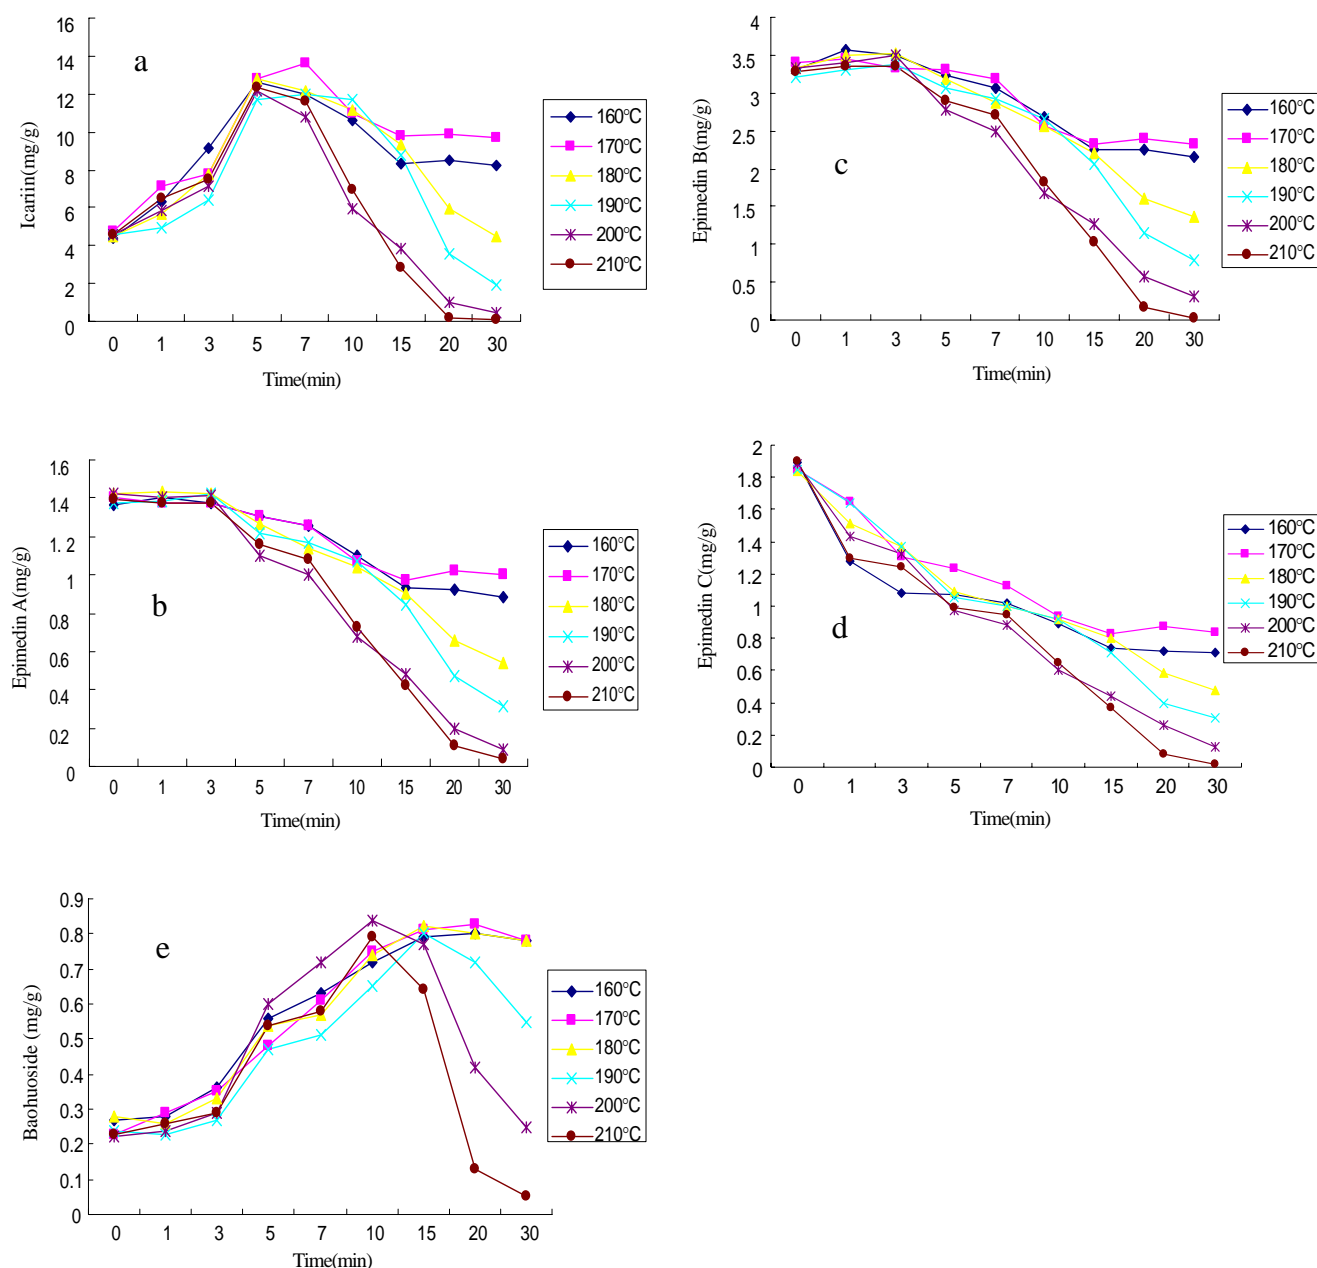 16
14
12
10
8
6
4
2
0
Icariin(mg/g)
a
0 1 3 5 7 10 15 20 30
Time(min)
160°C
170°C
180°C
190°C
200°C
210°C
4
3.5
3
2.5
2
1.5
1
0.5
0
Epimedin B(mg/g)
c
0 1 3 5 7 10 15 20 30
Time(min)
160°C
170°C
180°C
190°C
200°C
210°C
1.6
1.4
1.2
1
0.8
0.6
0.4
0.2
0
Epimedin A(mg/g)
b
0 1 3 5 7 10 15 20 30
Time(min)
160°C
170°C
180°C
190°C
200°C
210°C
2
1.8
1.6
1.4
1.2
1
0.8
0.6
0.4
0.2
0
Epimedin C(mg/g)
d
0 1 3 5 7 10 15 20 30
Time(min)
160°C
170°C
180°C
190°C
200°C
210°C
0.9
0.8
0.7
0.6
0.5
0.4
0.3
0.2
0.1
0
Baohuoside (mg/g)
e
0 1 3 5 7 10 15 20 30
Time(min)
160°C
170°C
180°C
190°C
200°C
210°C